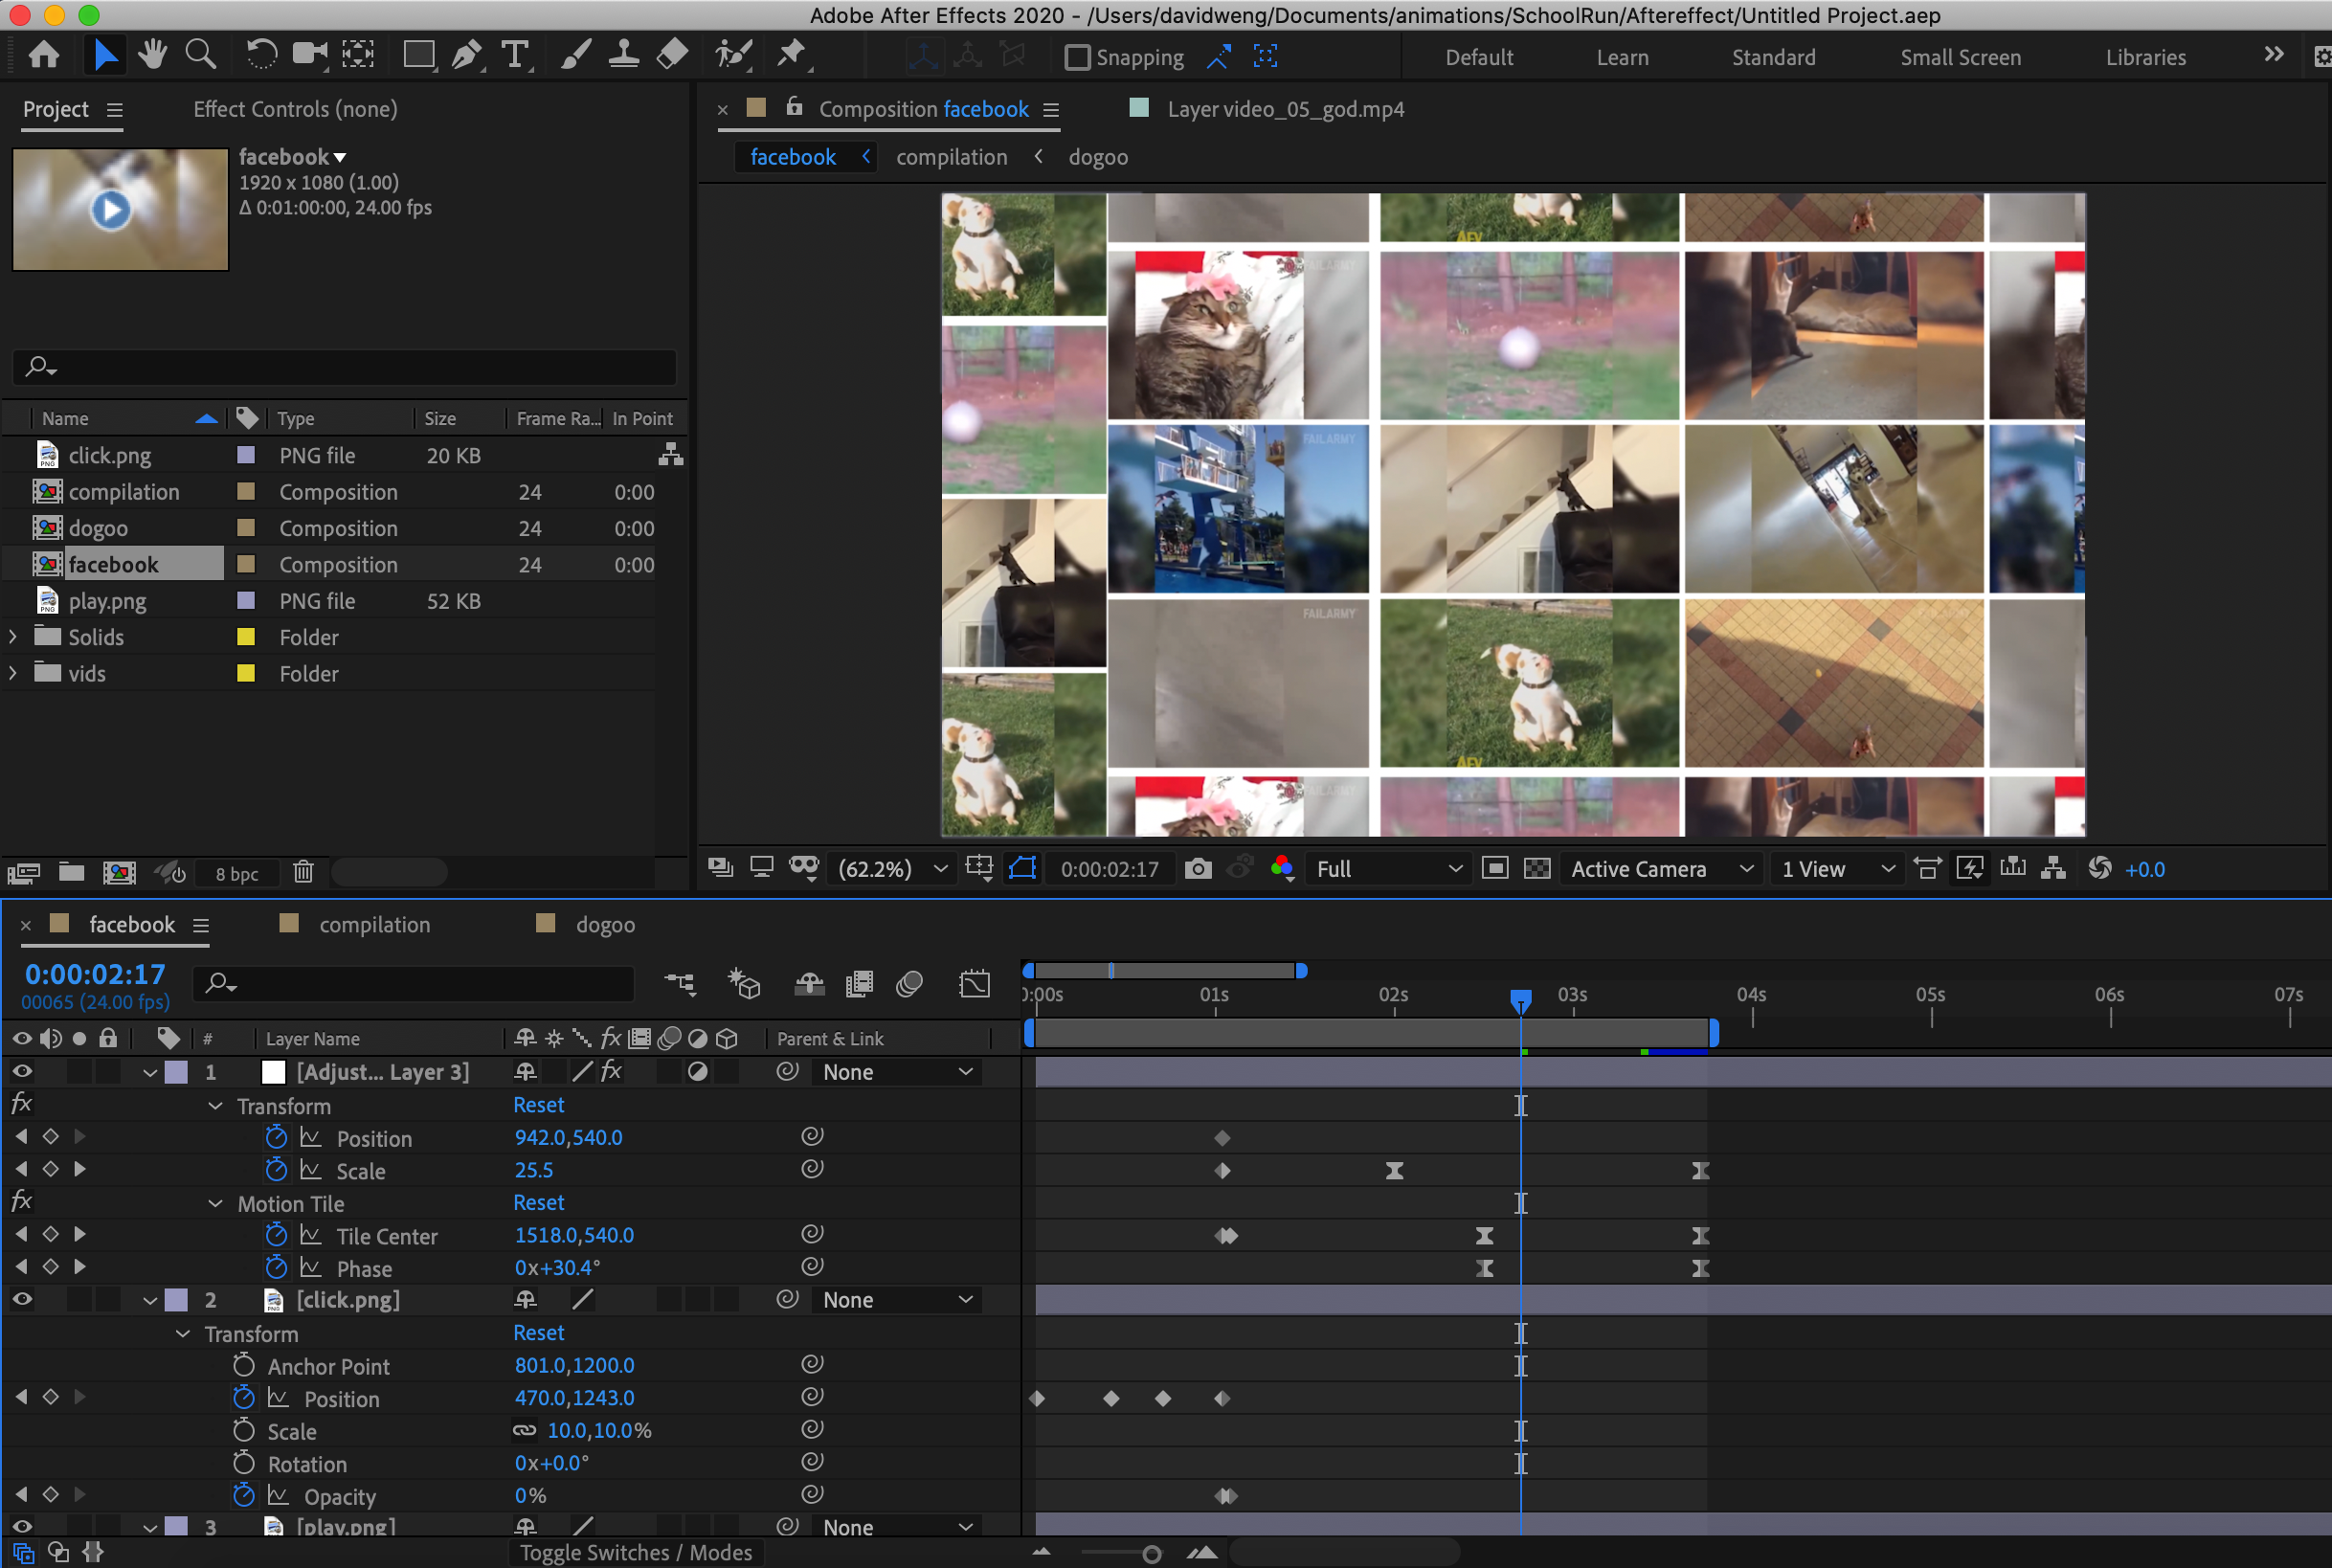 Adobe After Effects 2020 - /Users/davidweng/Documents/animations/SchoolRun/Aftereffect/Untitled Project.aep
Snapping Default Learn Standard Small Screen Libraries
Project Effect Controls (none)
facebook
1920 x 1080 (1.00)
Δ 0:01:00:00, 24.00 fps
Composition facebook Layer video_05_god.mp4
facebook compilation dogoo
Name Type Size Frame Ra... In Point
click.png PNG file 20 KB
compilation Composition 24 0:00
dogoo Composition 24 0:00
facebook Composition 24 0:00
play.png PNG file 52 KB
Solids Folder
vids Folder
8 bpc
AFV
FAILARMY
FAILARMY
FAILARMY
AFV
(62.2%) 0:00:02:17 Full Active Camera 1 View +0.0
facebook compilation dogoo
0:00:02:17
00065 (24.00 fps)
0:00s 01s 02s 03s 04s 05s 06s 07s
# Layer Name fx Parent & Link
1 [Adjust... Layer 3] fx None
fx Transform Reset
Position 942.0,540.0
Scale 25.5
fx Motion Tile Reset
Tile Center 1518.0,540.0
Phase 0x+30.4°
2 [click.png] None
Transform Reset
Anchor Point 801.0,1200.0
Position 470.0,1243.0
Scale 10.0,10.0%
Rotation 0x+0.0°
Opacity 0%
3 [play.png] None
Toggle Switches / Modes